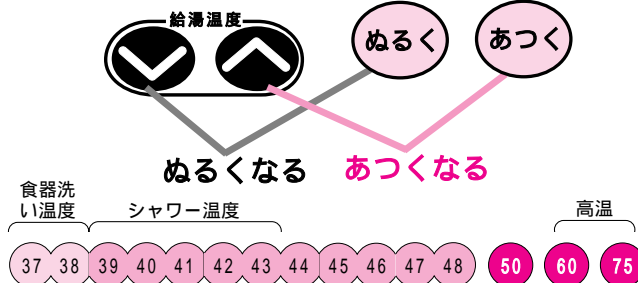 給湯温度
ぬるく
あつく
ぬるくなる
あつくなる
食器洗
い温度
シャワー温度
高温
37 38 39 40 41 42 43 44 45 46 47 48 50 60 75